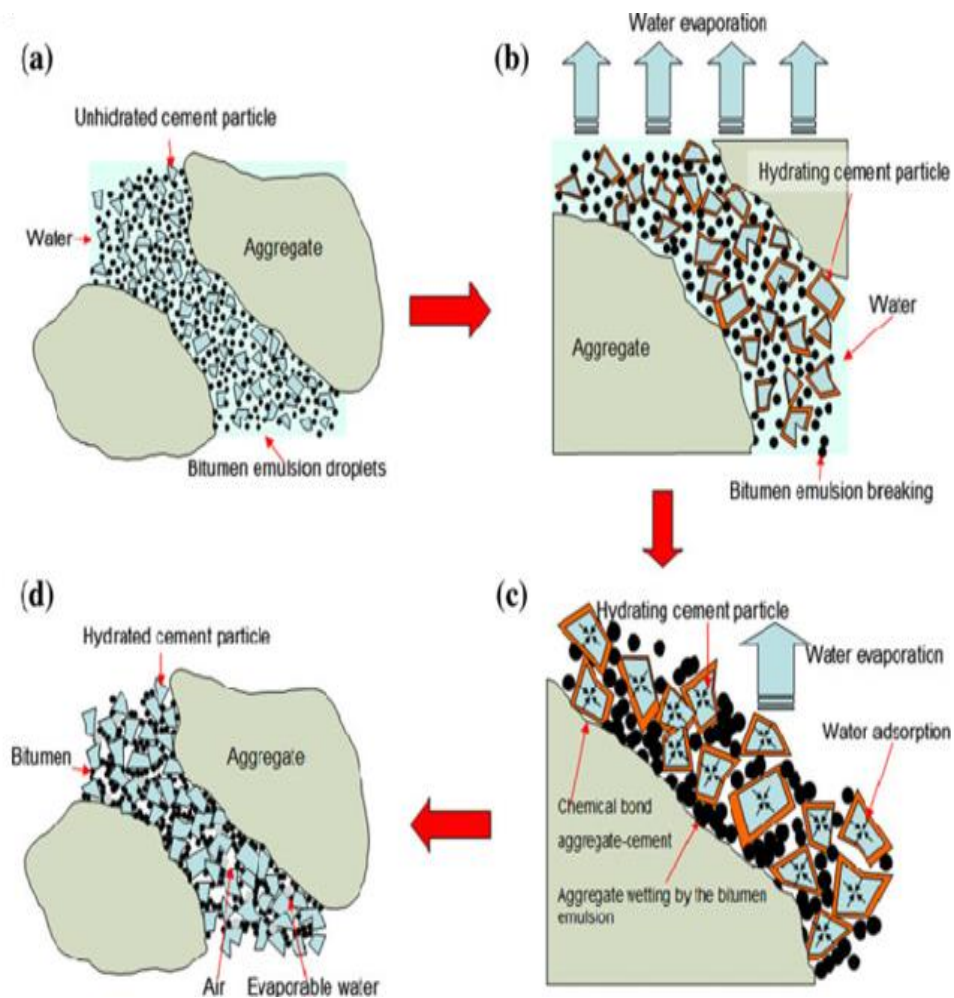 (a)
Unhidrated cement particle
Water
Aggregate
Bitumen emulsion droplets
Water evaporation
(b)
Hydrating cement particle
Water
Aggregate
Bitumen emulsion breaking
(d)
Hydrated cement particle
Bitumen
Aggregate
Air
Evaporable water
(c)
Hydrating cement particle
Water evaporation
Water adsorption
Chemical bond
aggregate-cement
Aggregate wetting by the bitumen
emulsion